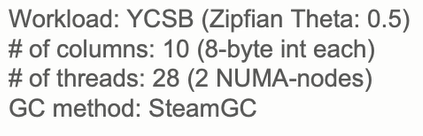 Workload: YCSB (Zipfian Theta: 0.5)
# of columns: 10 (8-byte int each)
# of threads: 28 (2 NUMA-nodes)
GC method: SteamGC